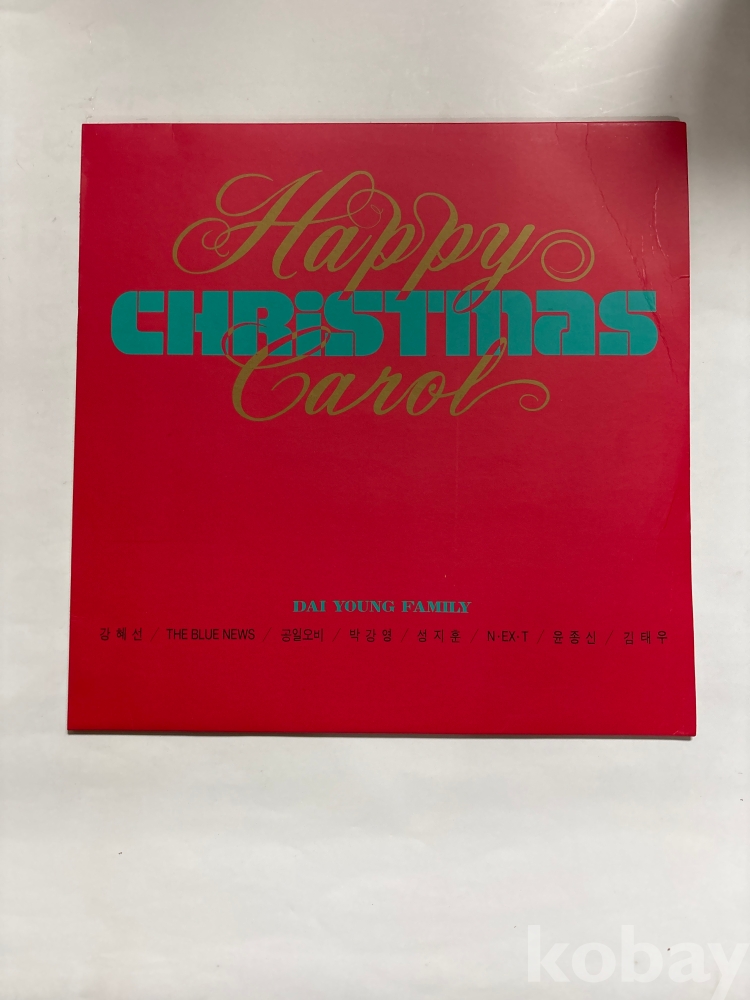 Happy
CHRiSTmas
Carol
DAI YOUNG FAMILY
강혜선 / THE BLUE NEWS / 공일오비 / 박강영 / 성지훈 / N·EX·T / 윤종신 / 김태우
kobay